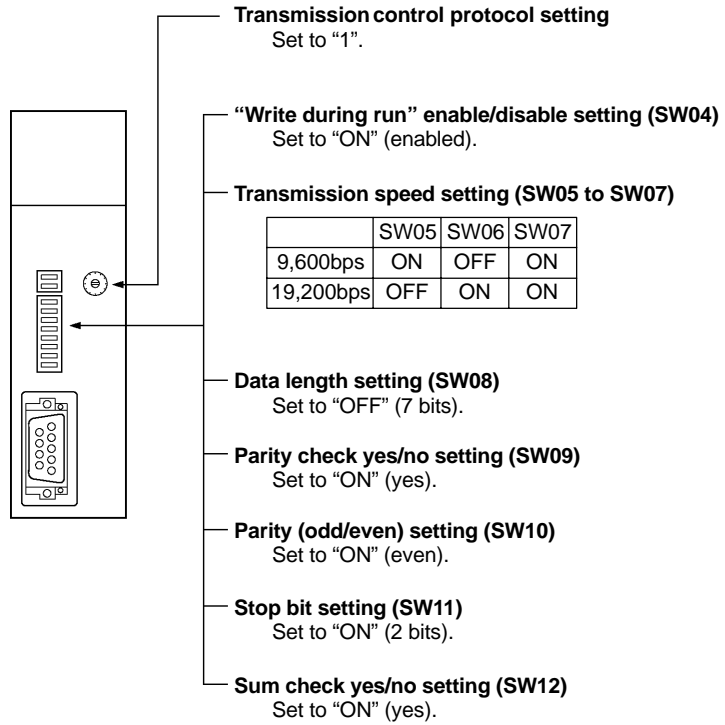 Transmission control protocol setting
Set to “1”.
“Write during run” enable/disable setting (SW04)
Set to “ON” (enabled).
Transmission speed setting (SW05 to SW07)
SW05 SW06 SW07
9,600bps ON OFF ON
19,200bps OFF ON ON
Data length setting (SW08)
Set to “OFF” (7 bits).
Parity check yes/no setting (SW09)
Set to “ON” (yes).
Parity (odd/even) setting (SW10)
Set to “ON” (even).
Stop bit setting (SW11)
Set to “ON” (2 bits).
Sum check yes/no setting (SW12)
Set to “ON” (yes).